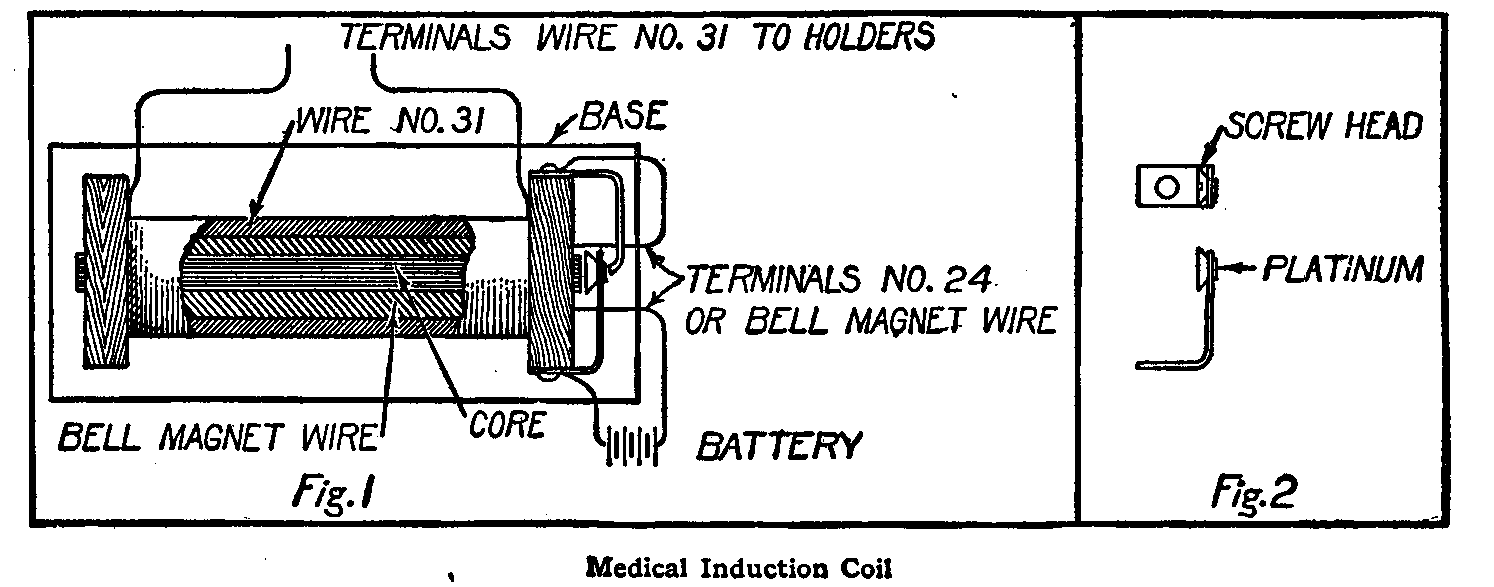 TERMINALS WIRE NO. 31 TO HOLDERS
WIRE NO. 31
BASE
TERMINALS NO. 24
OR BELL MAGNET WIRE
BELL MAGNET WIRE
CORE
BATTERY
Fig. 1
SCREW HEAD
PLATINUM
Fig. 2
Medical Induction Coil